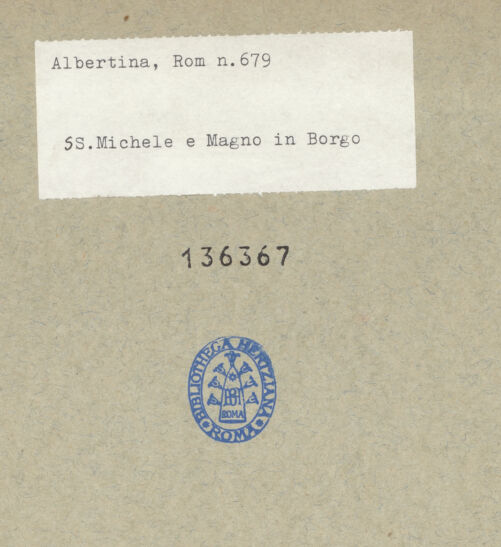 Albertina, Rom n.679
SS.Michele e Magno in Borgo
136367
BIBLIOTHECA HERTZIANA
ROMA
ROMA